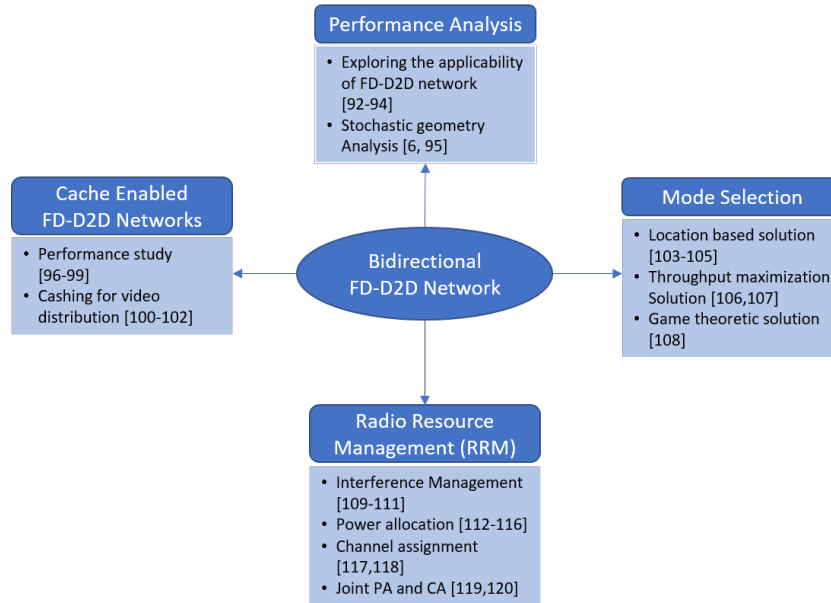 Performance Analysis
• Exploring the applicability
of FD-D2D network
[92-94]
• Stochastic geometry
Analysis [6, 95]
Cache Enabled
FD-D2D Networks
• Performance study
[96-99]
• Cashing for video
distribution [100-102]
Bidirectional
FD-D2D Network
Mode Selection
• Location based solution
[103-105]
• Throughput maximization
Solution [106,107]
• Game theoretic solution
[108]
Radio Resource
Management (RRM)
• Interference Management
[109-111]
• Power allocation [112-116]
• Channel assignment
[117,118]
• Joint PA and CA [119,120]